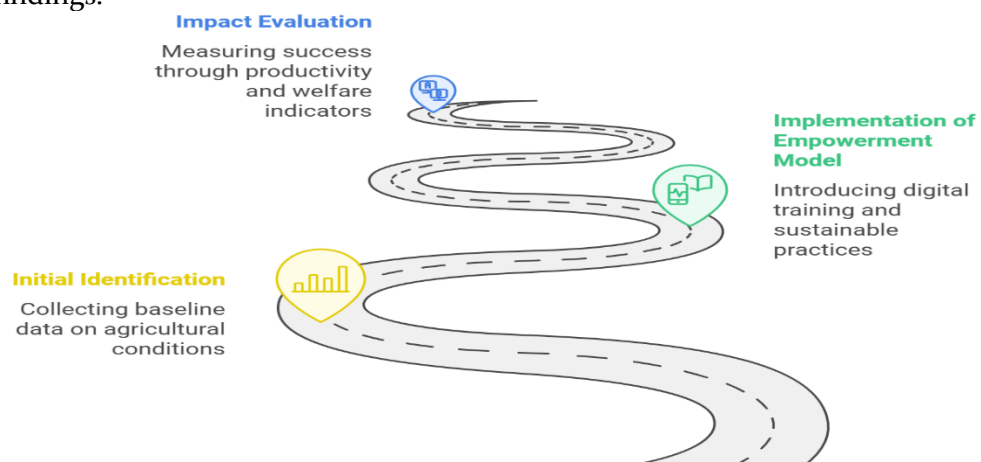 findings.
Impact Evaluation
Measuring success
through productivity
and welfare
indicators
Implementation of
Empowerment
Model
Introducing digital
training and
sustainable
practices
Initial Identification
Collecting baseline
data on agricultural
conditions